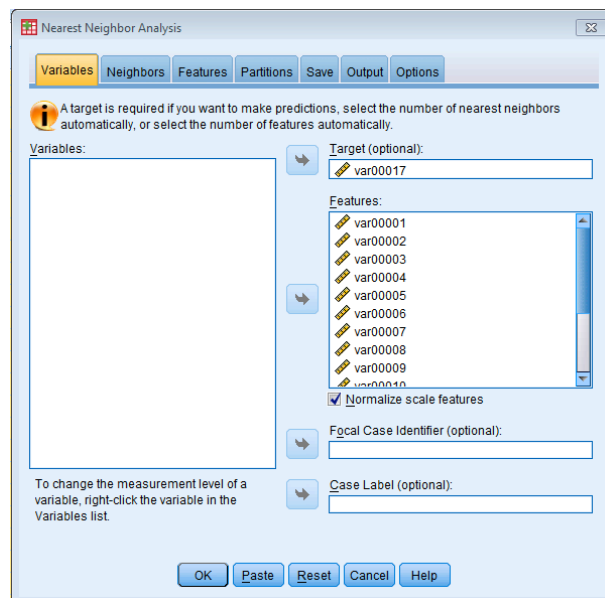 Nearest Neighbor Analysis
Variables Neighbors Features Partitions Save Output Options
A target is required if you want to make predictions, select the number of nearest neighbors
automatically, or select the number of features automatically.
Variables:
Target (optional):
var00017
Features:
var00001
var00002
var00003
var00004
var00005
var00006
var00007
var00008
var00009
var00010
Normalize scale features
Focal Case Identifier (optional):
To change the measurement level of a
variable, right-click the variable in the
Variables list.
Case Label (optional):
OK Paste Reset Cancel Help